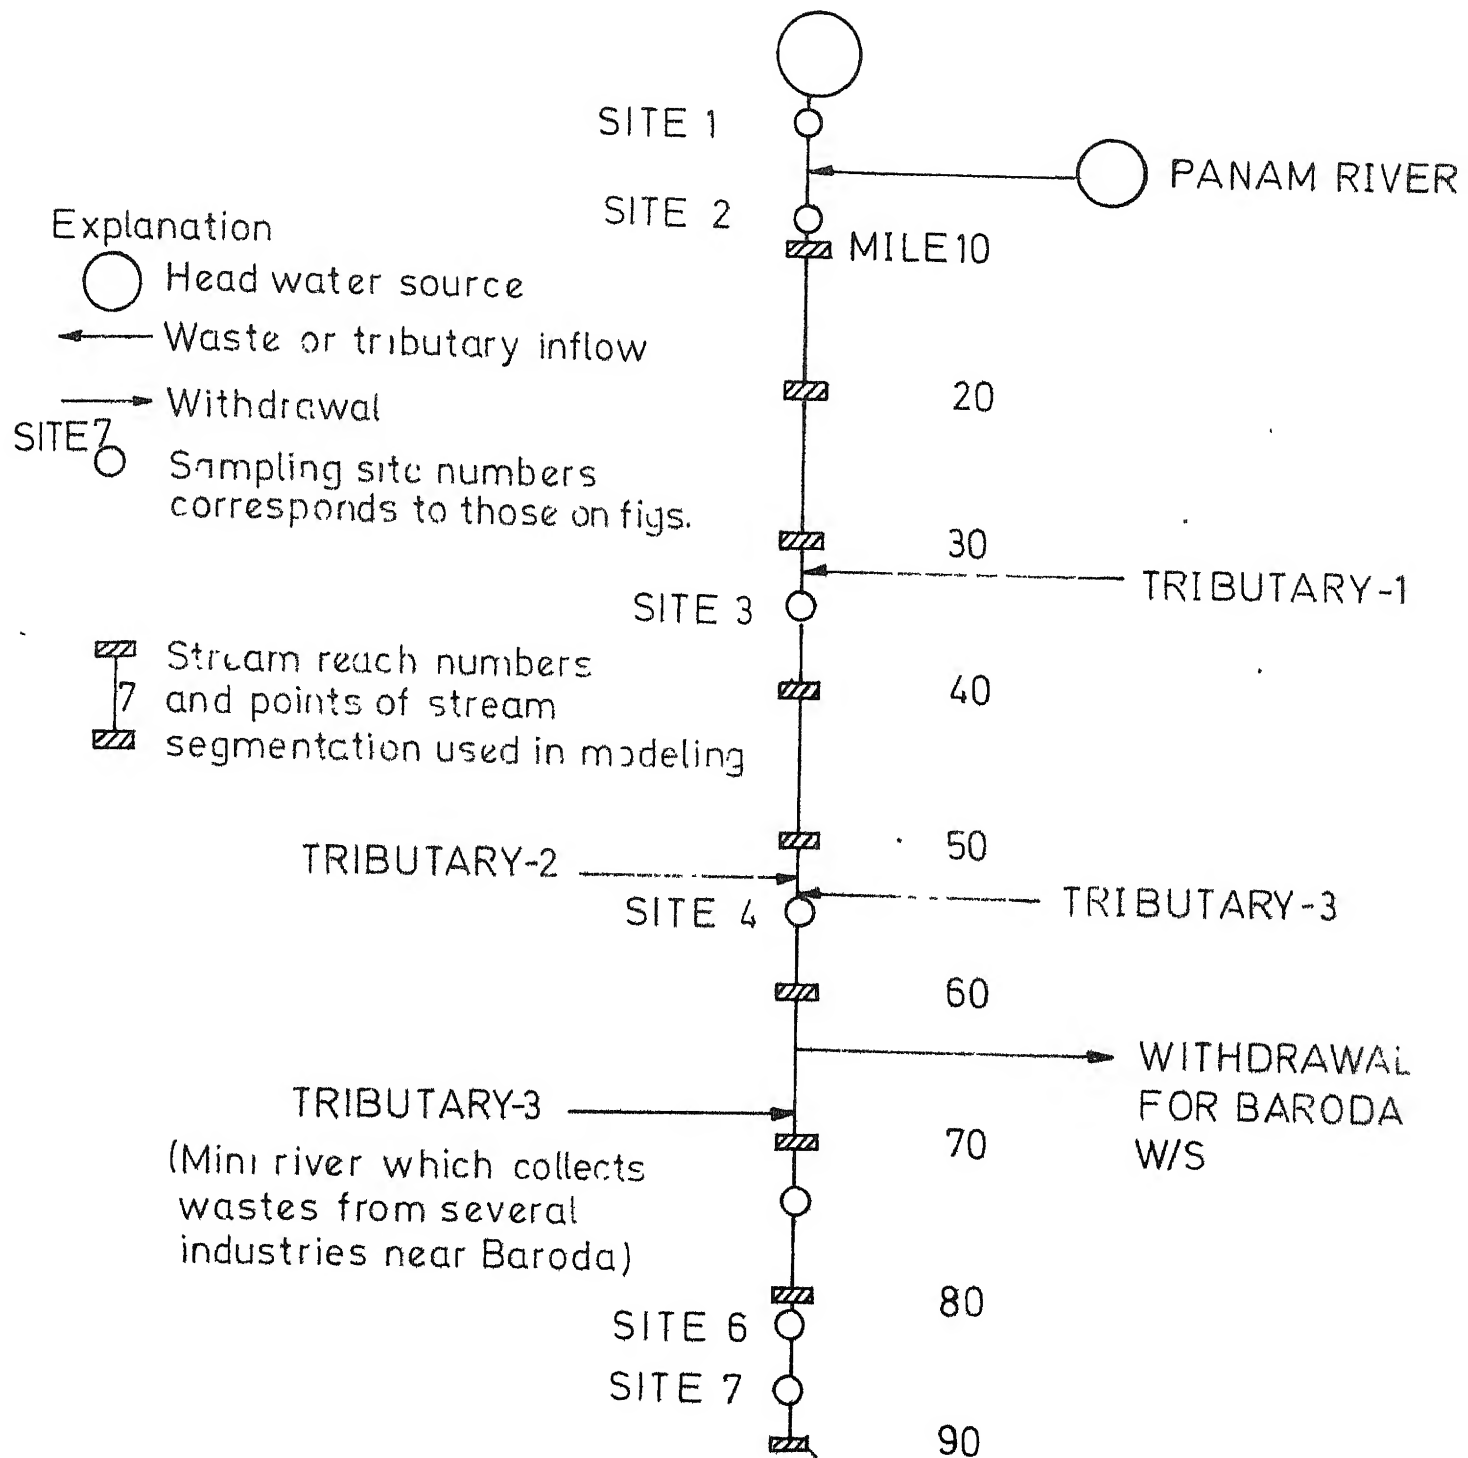 SITE 1
PANAM RIVER
SITE 2
MILE 10
Explanation
Head water source
Waste or tributary inflow
Withdrawal
SITE 7
Sampling site numbers
corresponds to those on figs.
20
30
TRIBUTARY-1
SITE 3
Stream reach numbers
7 and points of stream
segmentation used in modeling
40
50
TRIBUTARY-2
TRIBUTARY-3
SITE 4
60
WITHDRAWAL
FOR BARODA
W/S
TRIBUTARY-3
(Mini river which collects
wastes from several
industries near Baroda)
70
80
SITE 6
SITE 7
90